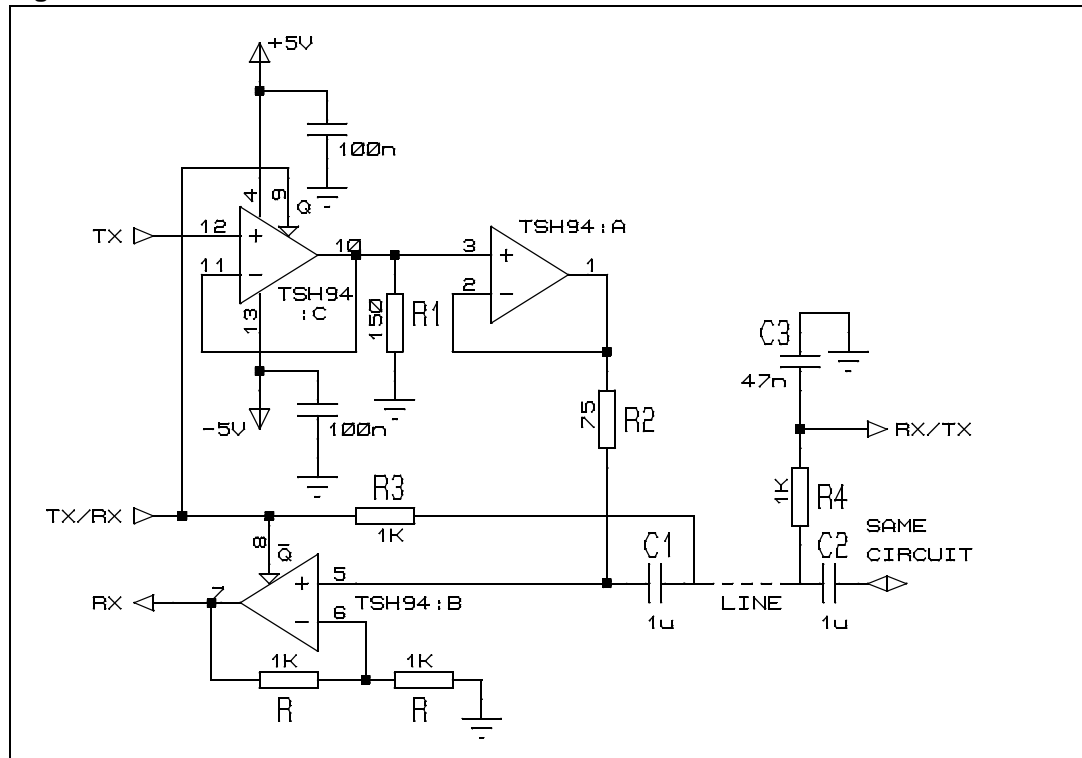 +5V
100n
4
9
Q
TX
12
+
11
-
10
TSH94
:C
13
150
R1
-5V
100n
TSH94:A
3
+
2
-
1
75
R2
C3
47n
RX/TX
1K
R4
SAME
CIRCUIT
TX/RX
R3
1K
8
Q̅
C1
1u
LINE
C2
1u
RX
7
+
5
TSH94:B
-
6
1K
R
1K
R